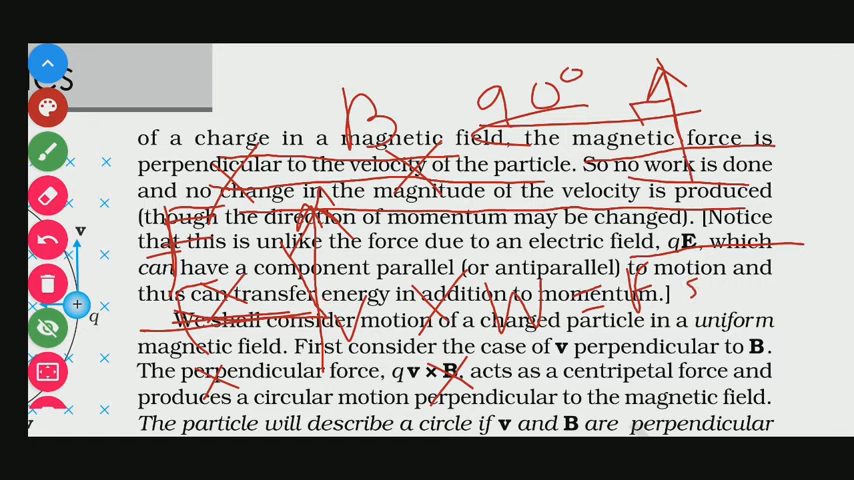 ics
B 90°
of a charge in a magnetic field, the magnetic force is
perpendicular to the velocity of the particle. So no work is done
and no change in the magnitude of the velocity is produced
(though the direction of momentum may be changed). [Notice
that this is unlike the force due to an electric field, qE, which
can have a component parallel (or antiparallel) to motion and
thus can transfer energy in addition to momentum.]
V W = F s
We shall consider motion of a charged particle in a uniform
magnetic field. First consider the case of v perpendicular to B.
The perpendicular force, q v × B, acts as a centripetal force and
produces a circular motion perpendicular to the magnetic field.
The particle will describe a circle if v and B are perpendicular
v
+
q
v